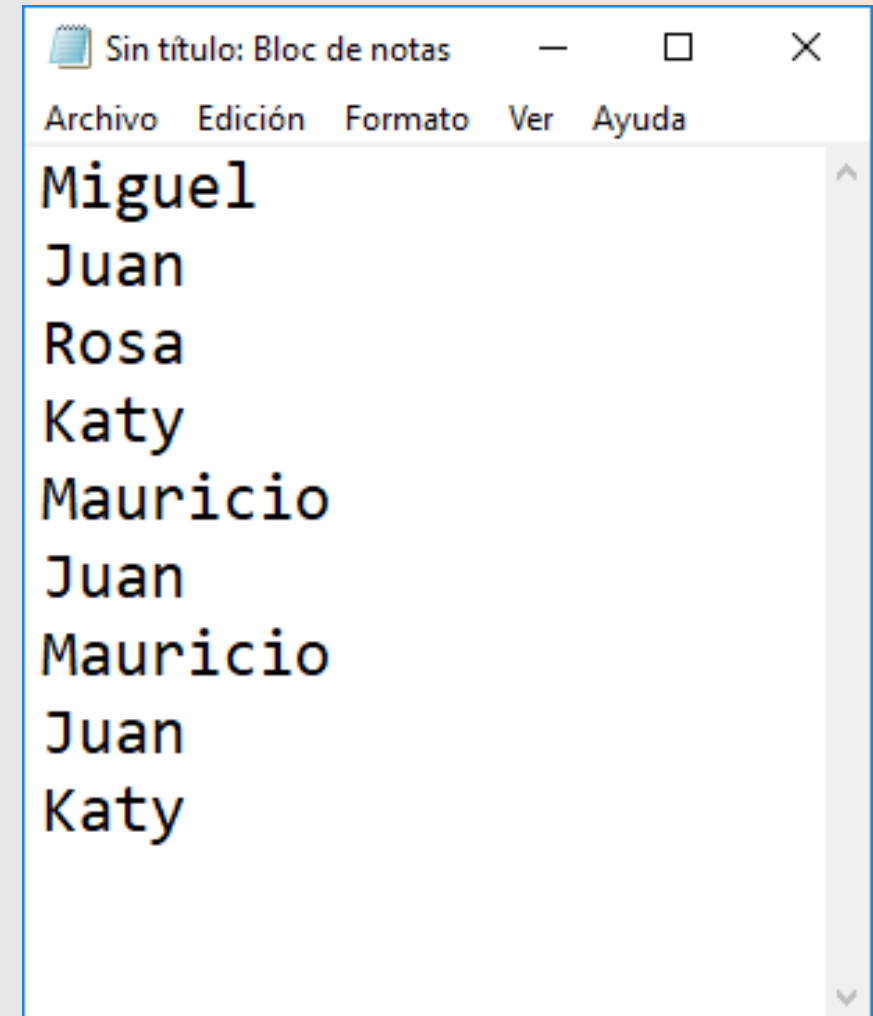 Sin título: Bloc de notas
Archivo Edición Formato Ver Ayuda
Miguel
Juan
Rosa
Katy
Mauricio
Juan
Mauricio
Juan
Katy